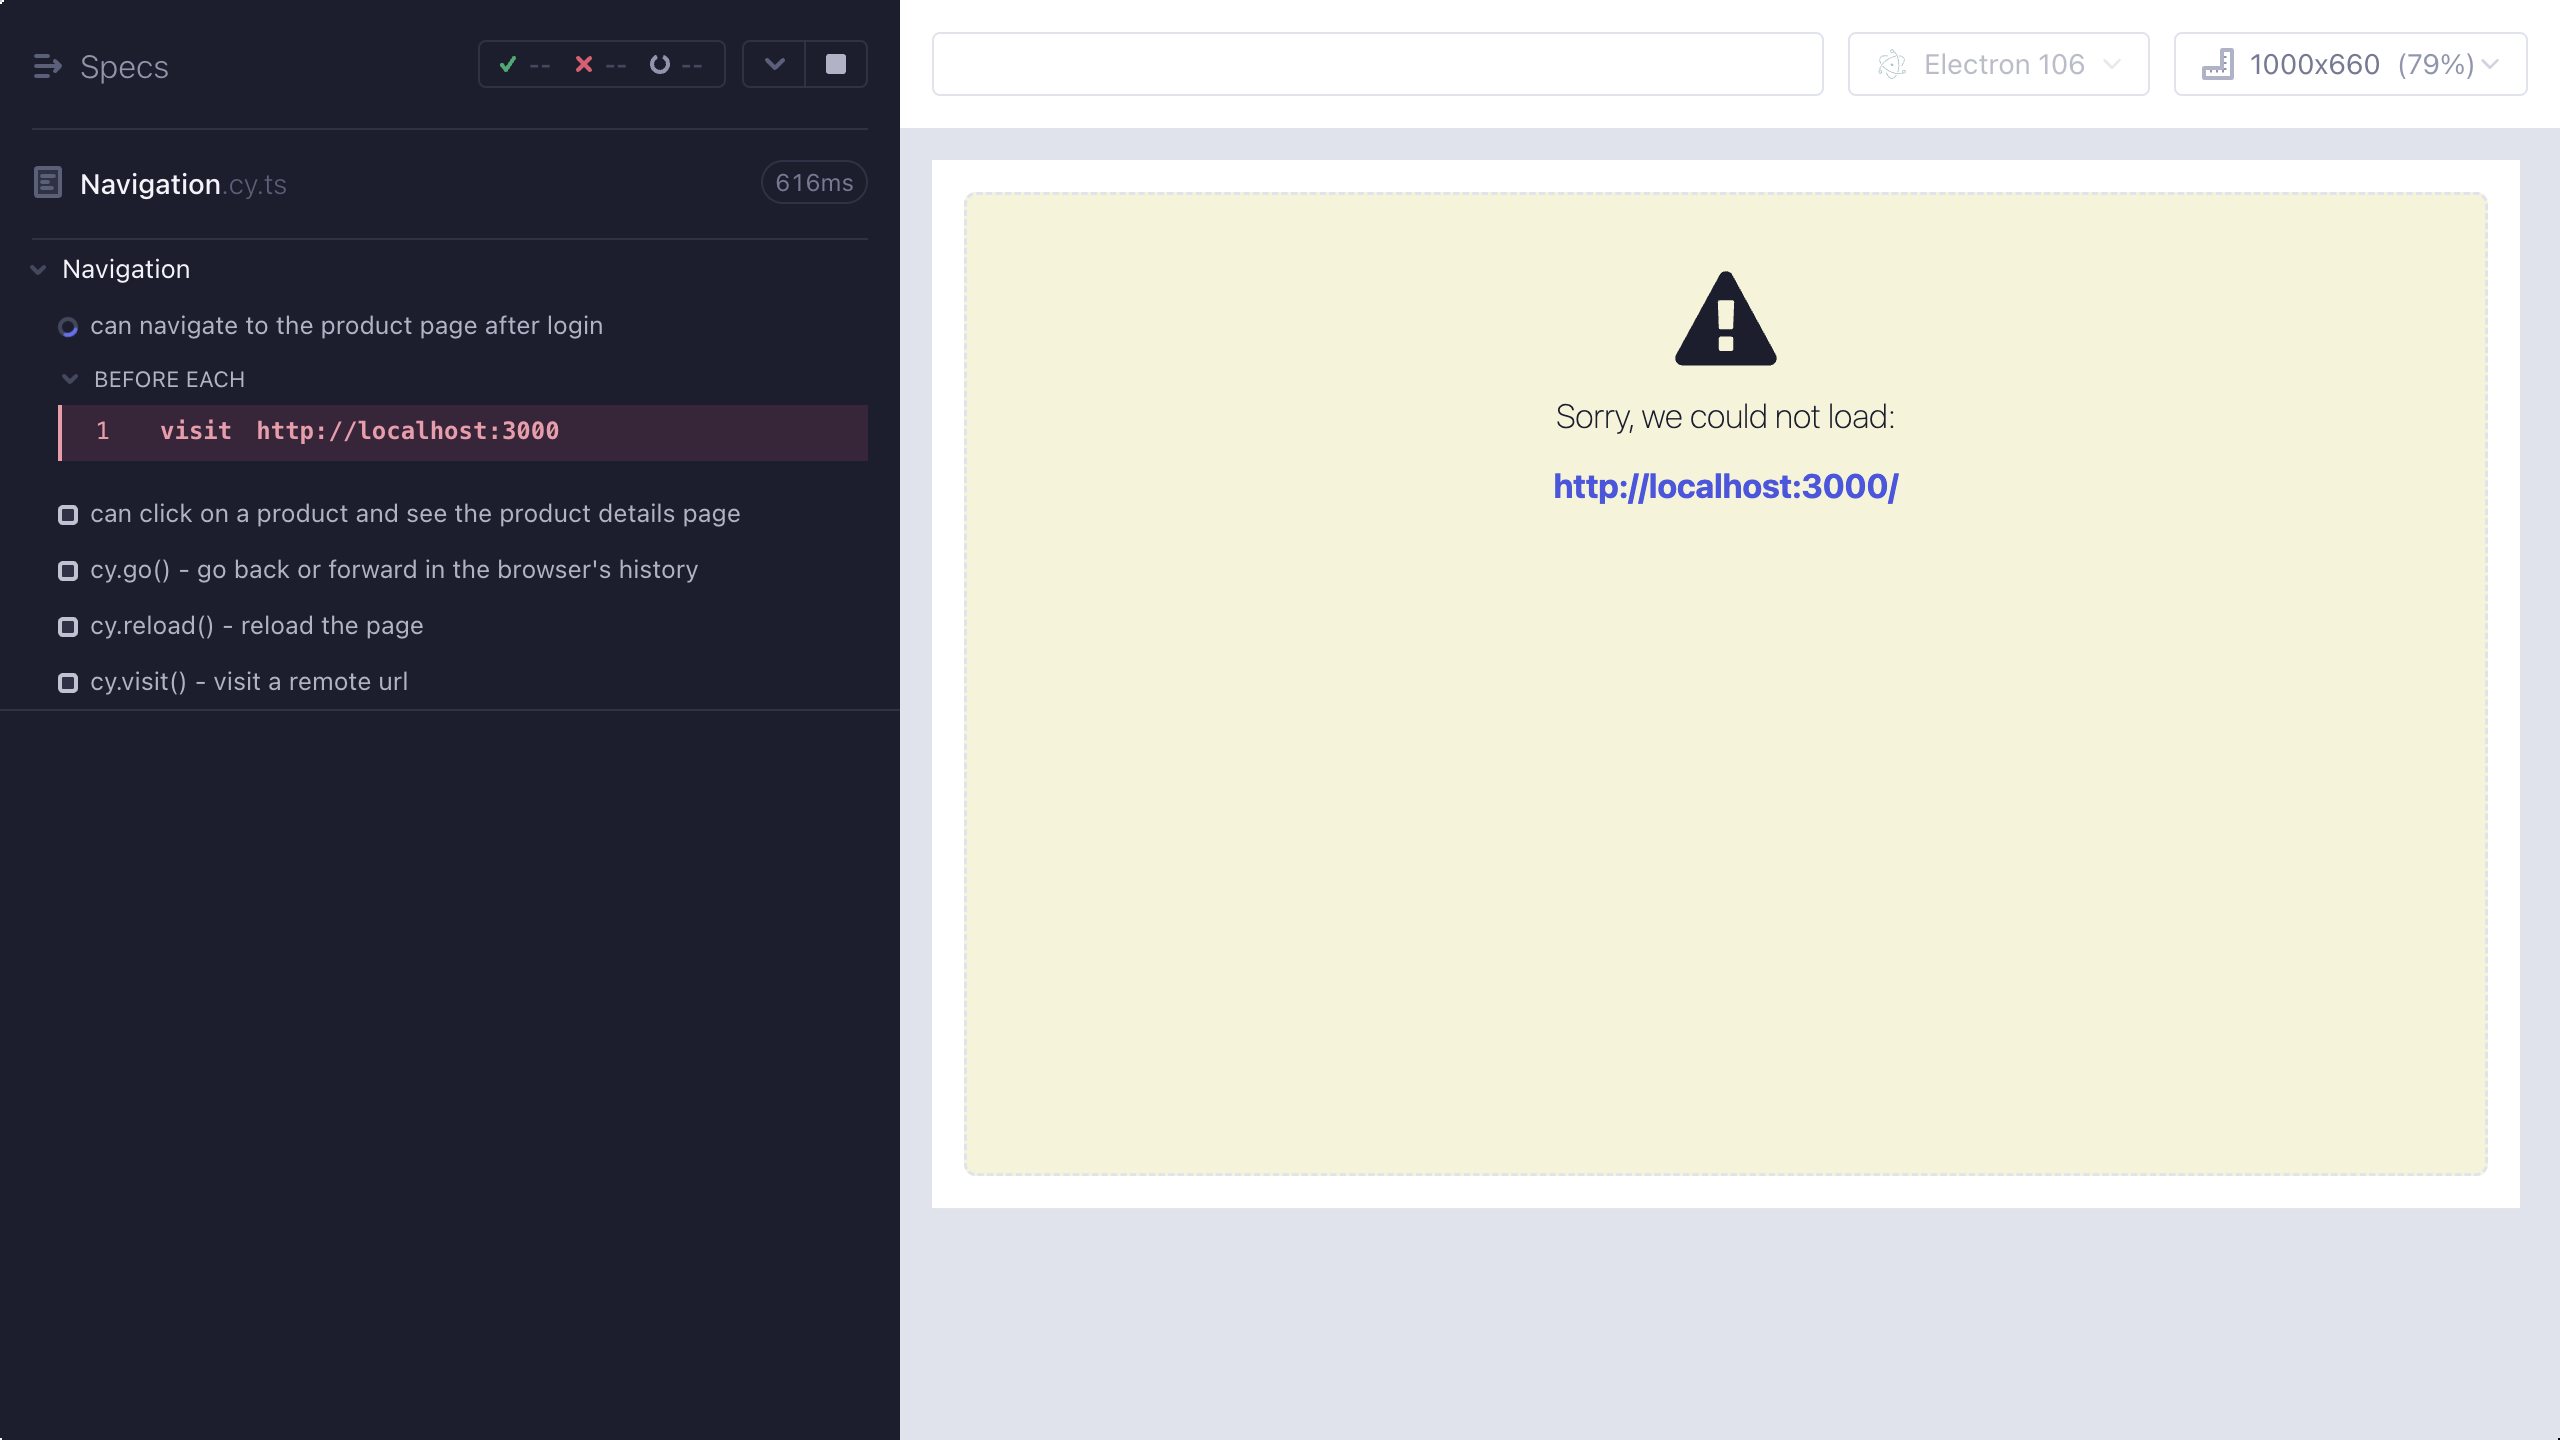 Specs
-- -- --
Navigation.cy.ts
616ms
Navigation
can navigate to the product page after login
BEFORE EACH
1 visit http://localhost:3000
can click on a product and see the product details page
cy.go() - go back or forward in the browser's history
cy.reload() - reload the page
cy.visit() - visit a remote url
Electron 106
1000x660 (79%)
Sorry, we could not load:
http://localhost:3000/